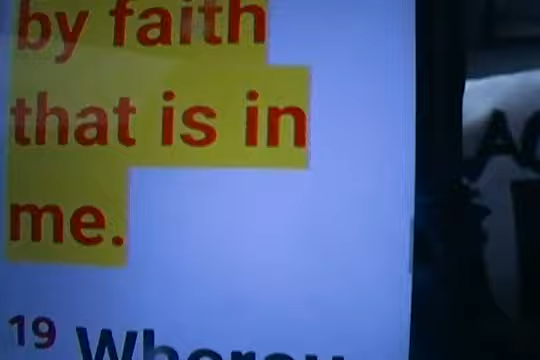 by faith
that is in
me.
19